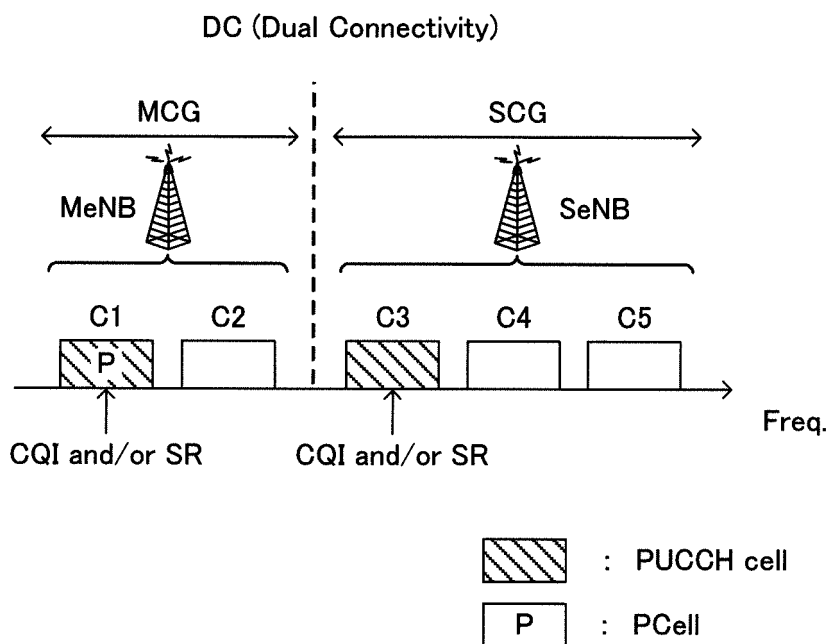 DC (Dual Connectivity)
MCG
SCG
MeNB
SeNB
C1
C2
C3
C4
C5
P
Freq.
CQI and/or SR
CQI and/or SR
: PUCCH cell
P : PCell